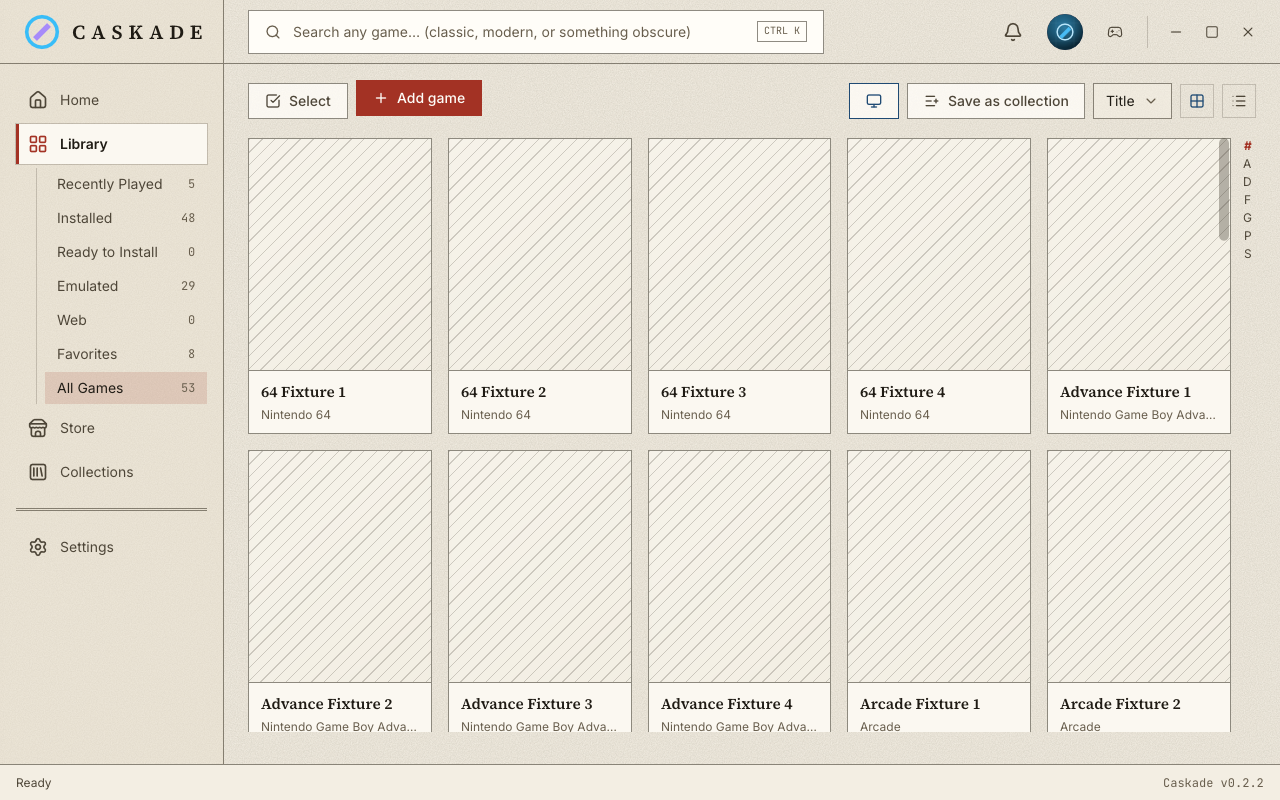 CASKADE
Search any game... (classic, modern, or something obscure)
CTRL K
Home
Library
Recently Played 5
Installed 48
Ready to Install 0
Emulated 29
Web 0
Favorites 8
All Games 53
Store
Collections
Settings
Select
Add game
Save as collection
Title
64 Fixture 1
Nintendo 64
64 Fixture 2
Nintendo 64
64 Fixture 3
Nintendo 64
64 Fixture 4
Nintendo 64
Advance Fixture 1
Nintendo Game Boy Adva...
Advance Fixture 2
Nintendo Game Boy Adva...
Advance Fixture 3
Nintendo Game Boy Adva...
Advance Fixture 4
Nintendo Game Boy Adva...
Arcade Fixture 1
Arcade
Arcade Fixture 2
Arcade
#
A
D
F
G
P
S
Ready
Caskade v0.2.2